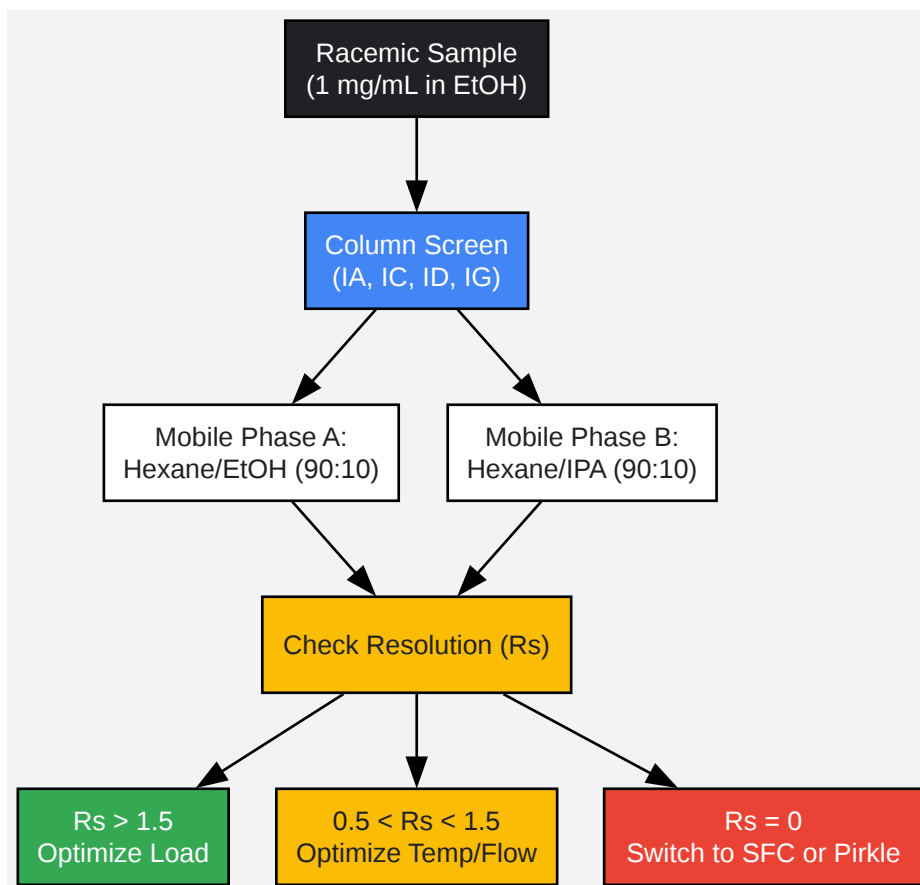 Racemic Sample
(1 mg/mL in EtOH)
Column Screen
(IA, IC, ID, IG)
Mobile Phase A:
Hexane/EtOH (90:10)
Mobile Phase B:
Hexane/IPA (90:10)
Check Resolution (Rs)
Rs > 1.5
Optimize Load
0.5 < Rs < 1.5
Optimize Temp/Flow
Rs = 0
Switch to SFC or Pirkle